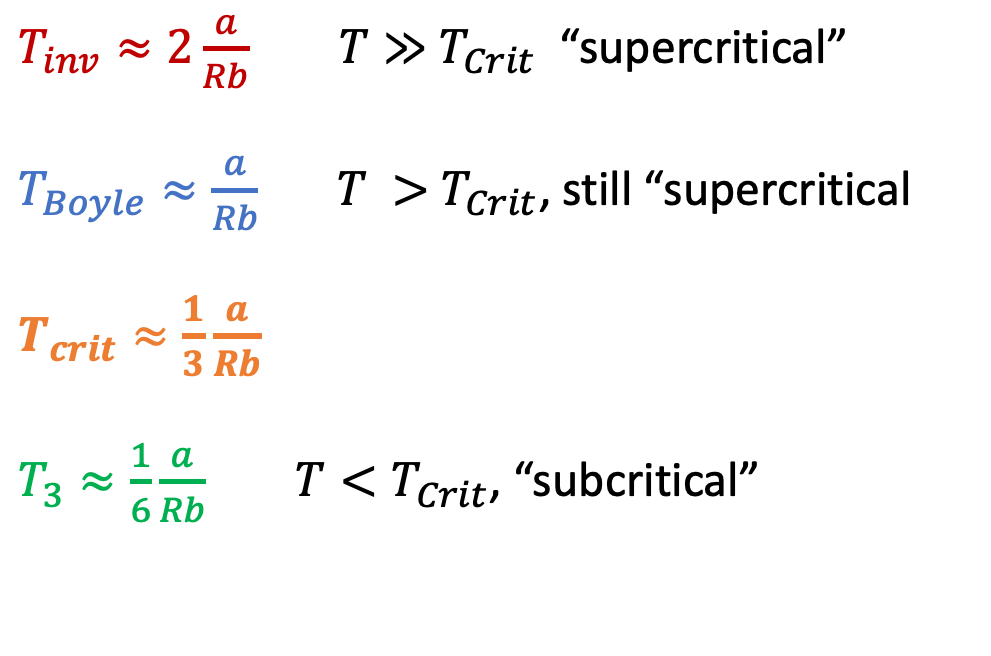 T_inv ≈ 2 a/Rb T ≫ T_Crit “supercritical”
T_Boyle ≈ a/Rb T > T_Crit, still “supercritical
T_crit ≈ 1/3 a/Rb
T_3 ≈ 1/6 a/Rb T < T_Crit, “subcritical”